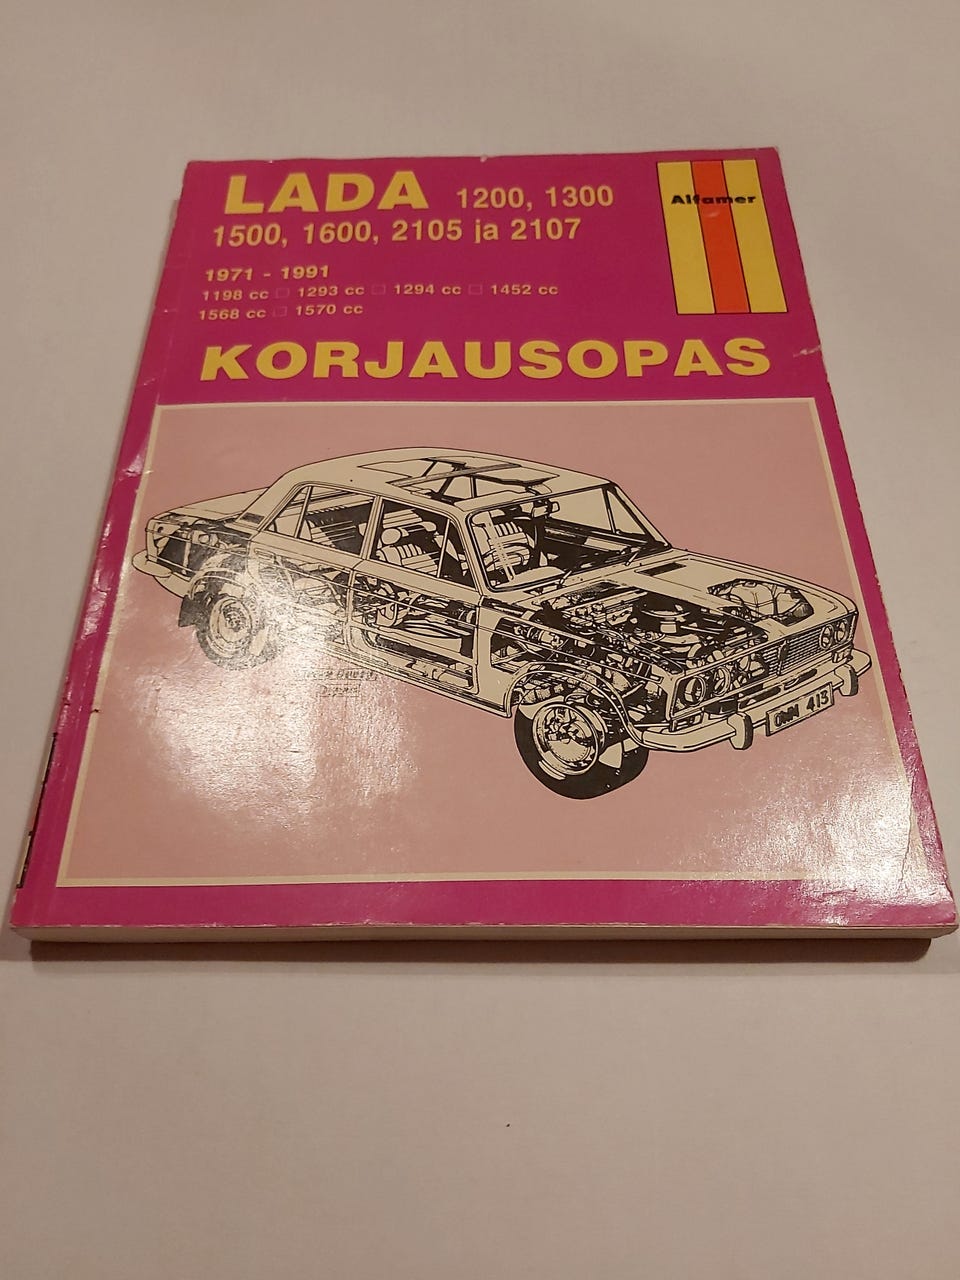 LADA 1200, 1300
1500, 1600, 2105 ja 2107
Alfamer
1971 - 1991
1198 cc □ 1293 cc □ 1294 cc □ 1452 cc
1568 cc □ 1570 cc
KORJAUSOPAS
413